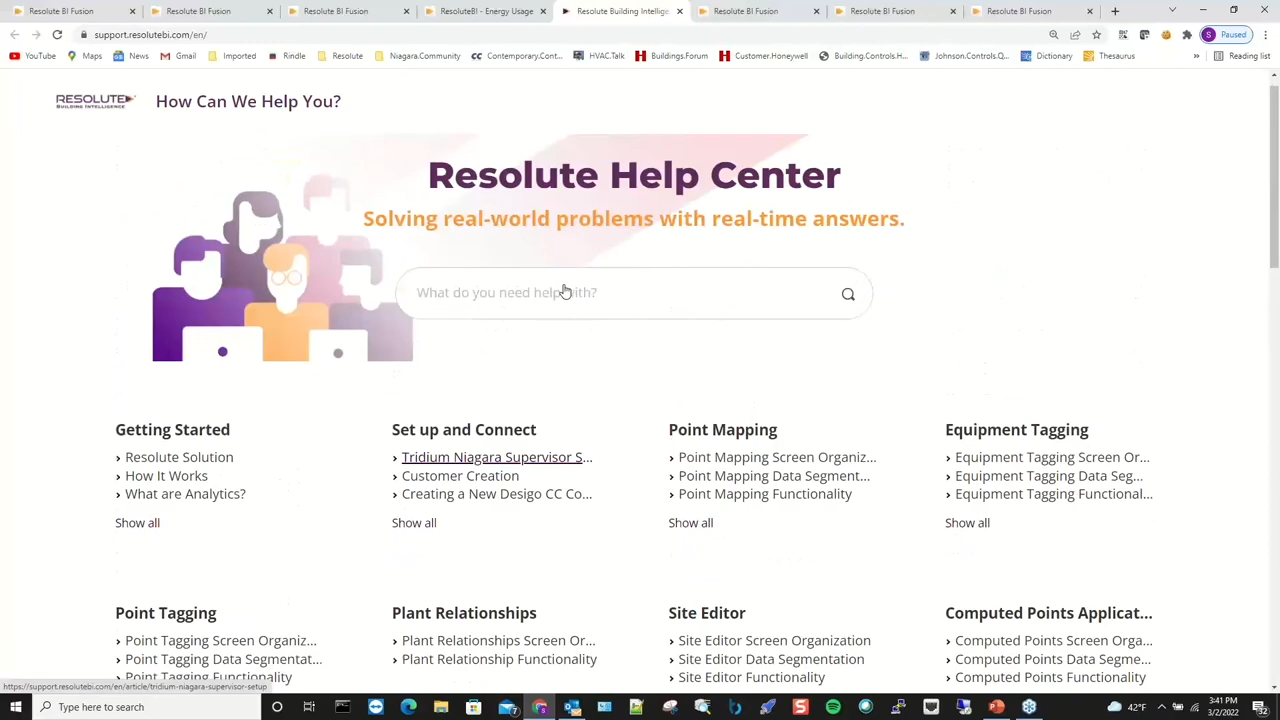 Resolute BI Fusion
Resolute BI Fusion
Resolute BI Fusion
ResoluteBI - Energy Usage
Resolute Building Intelligenc
Resolute BI Fusion
Resolute BI Fusion
Resolute BI Fusion
support.resolutebi.com/en/
S Paused
YouTube
Maps
News
Gmail
Imported
Rindle
Resolute
Niagara.Community
Contemporary.Cont...
HVAC.Talk
Buildings.Forum
Customer.Honeywell
Building.Controls.H...
Johnson.Controls.Q...
Dictionary
Thesaurus
»
Reading list
RESOLUTE
BUILDING INTELLIGENCE
How Can We Help You?
Resolute Help Center
Solving real-world problems with real-time answers.
What do you need help with?
Getting Started
Resolute Solution
How It Works
What are Analytics?
Show all
Set up and Connect
Tridium Niagara Supervisor S...
Customer Creation
Creating a New Desigo CC Co...
Show all
Point Mapping
Point Mapping Screen Organiz...
Point Mapping Data Segment...
Point Mapping Functionality
Show all
Equipment Tagging
Equipment Tagging Screen Or...
Equipment Tagging Data Seg...
Equipment Tagging Functional...
Show all
Point Tagging
Point Tagging Screen Organiz...
Point Tagging Data Segmentat...
Point Tagging Functionality
Plant Relationships
Plant Relationships Screen Or...
Plant Relationship Functionality
Site Editor
Site Editor Screen Organization
Site Editor Data Segmentation
Site Editor Functionality
Computed Points Applicat...
Computed Points Screen Orga...
Computed Points Data Segme...
Computed Points Functionality
https://support.resolutebi.com/en/article/tridium-niagara-supervisor-setup
Type here to search
42°F
3:41 PM
3/2/2022